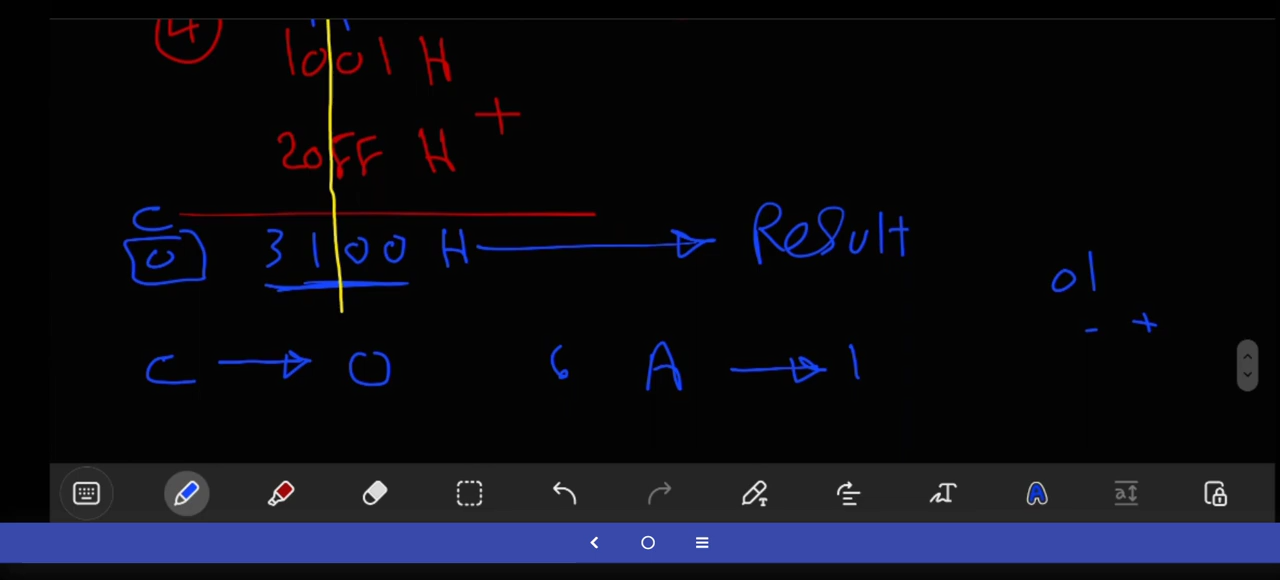 4
1001 H
+
20FF H
C
0 3100 H → Result
01
- +
C → 0 6 A → 1